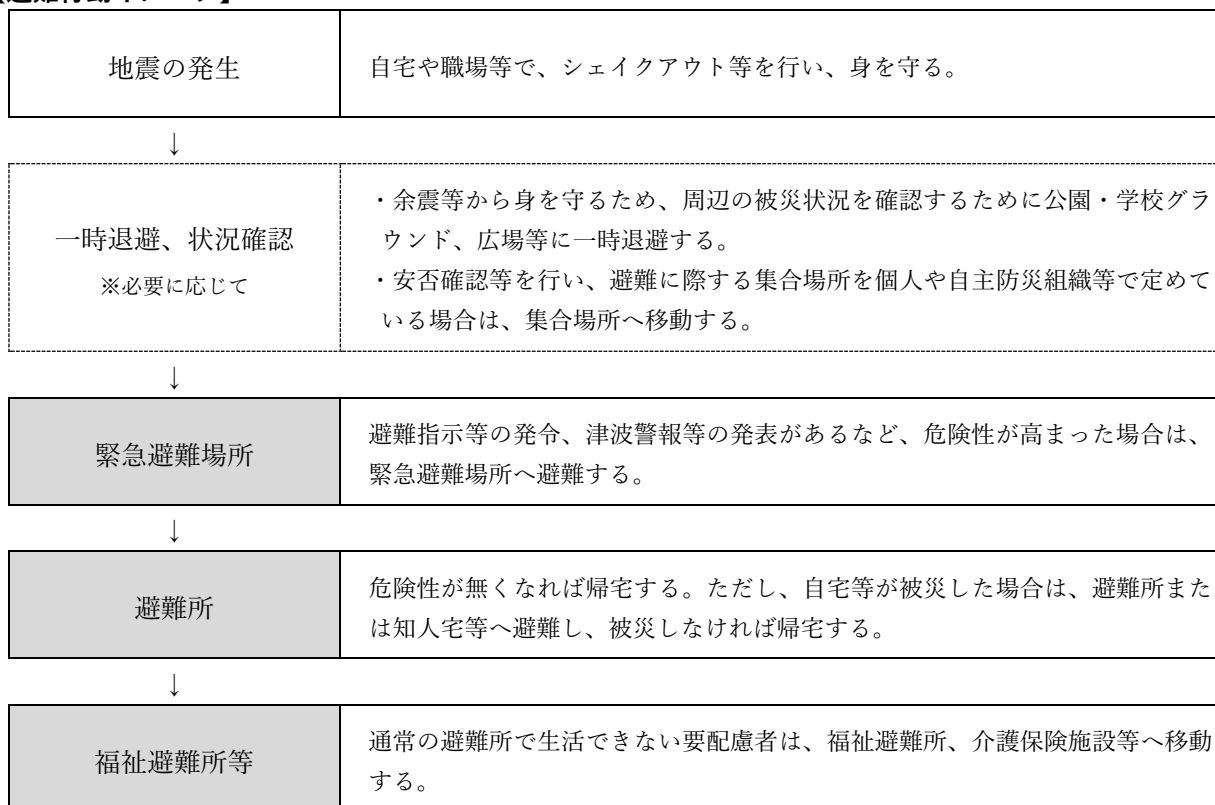 地震の発生
自宅や職場等で、シェイクアウト等を行い、身を守る。
↓
一時退避、状況確認
※必要に応じて
・余震等から身を守るため、周辺の被災状況を確認するために公園・学校グラ
ウンド、広場等に一時退避する。
・安否確認等を行い、避難に際する集合場所を個人や自主防災組織等で定めて
いる場合は、集合場所へ移動する。
↓
緊急避難場所
避難指示等の発令、津波警報等の発表があるなど、危険性が高まった場合は、
緊急避難場所へ避難する。
↓
避難所
危険性が無くなれば帰宅する。ただし、自宅等が被災した場合は、避難所また
は知人宅等へ避難し、被災しなければ帰宅する。
↓
福祉避難所等
通常の避難所で生活できない要配慮者は、福祉避難所、介護保険施設等へ移動
する。